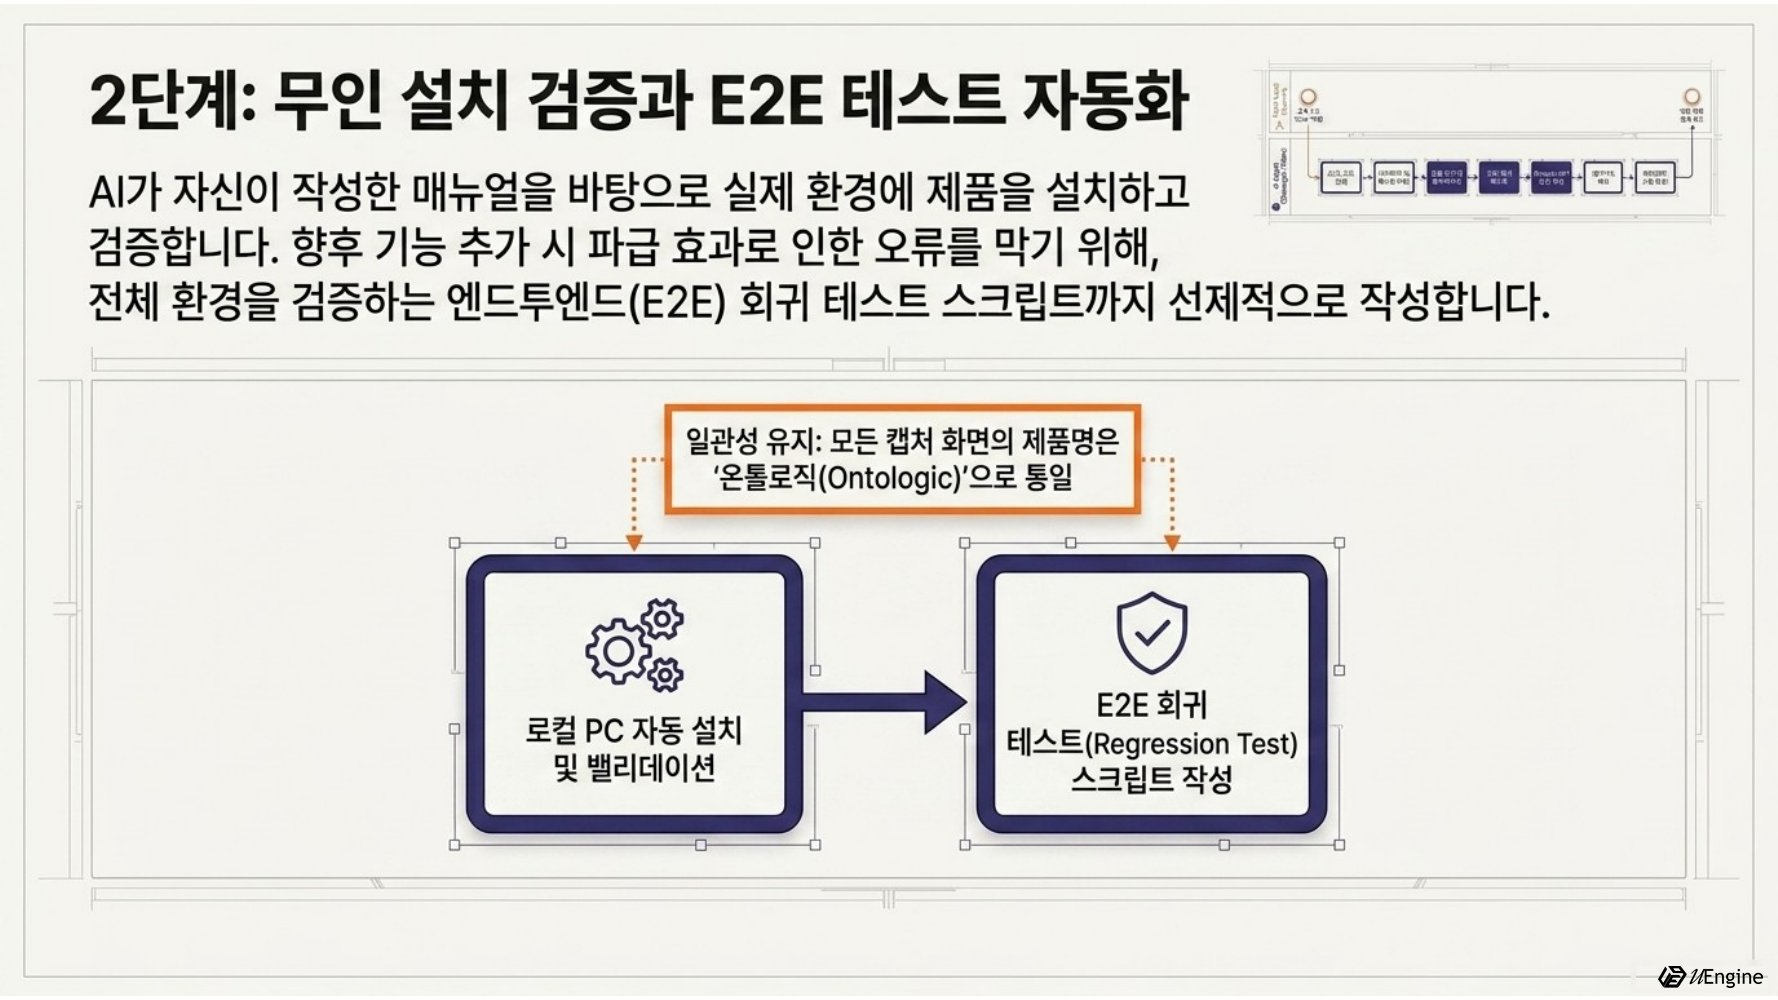 2단계: 무인 설치 검증과 E2E 테스트 자동화
AI가 자신이 작성한 매뉴얼을 바탕으로 실제 환경에 제품을 설치하고
검증합니다. 향후 기능 추가 시 파급 효과로 인한 오류를 막기 위해,
전체 환경을 검증하는 엔드투엔드(E2E) 회귀 테스트 스크립트까지 선제적으로 작성합니다.
일관성 유지: 모든 캡처 화면의 제품명은
‘온톨로직(Ontologic)’으로 통일
로컬 PC 자동 설치
및 밸리데이션
E2E 회귀
테스트(Regression Test)
스크립트 작성
uEngine